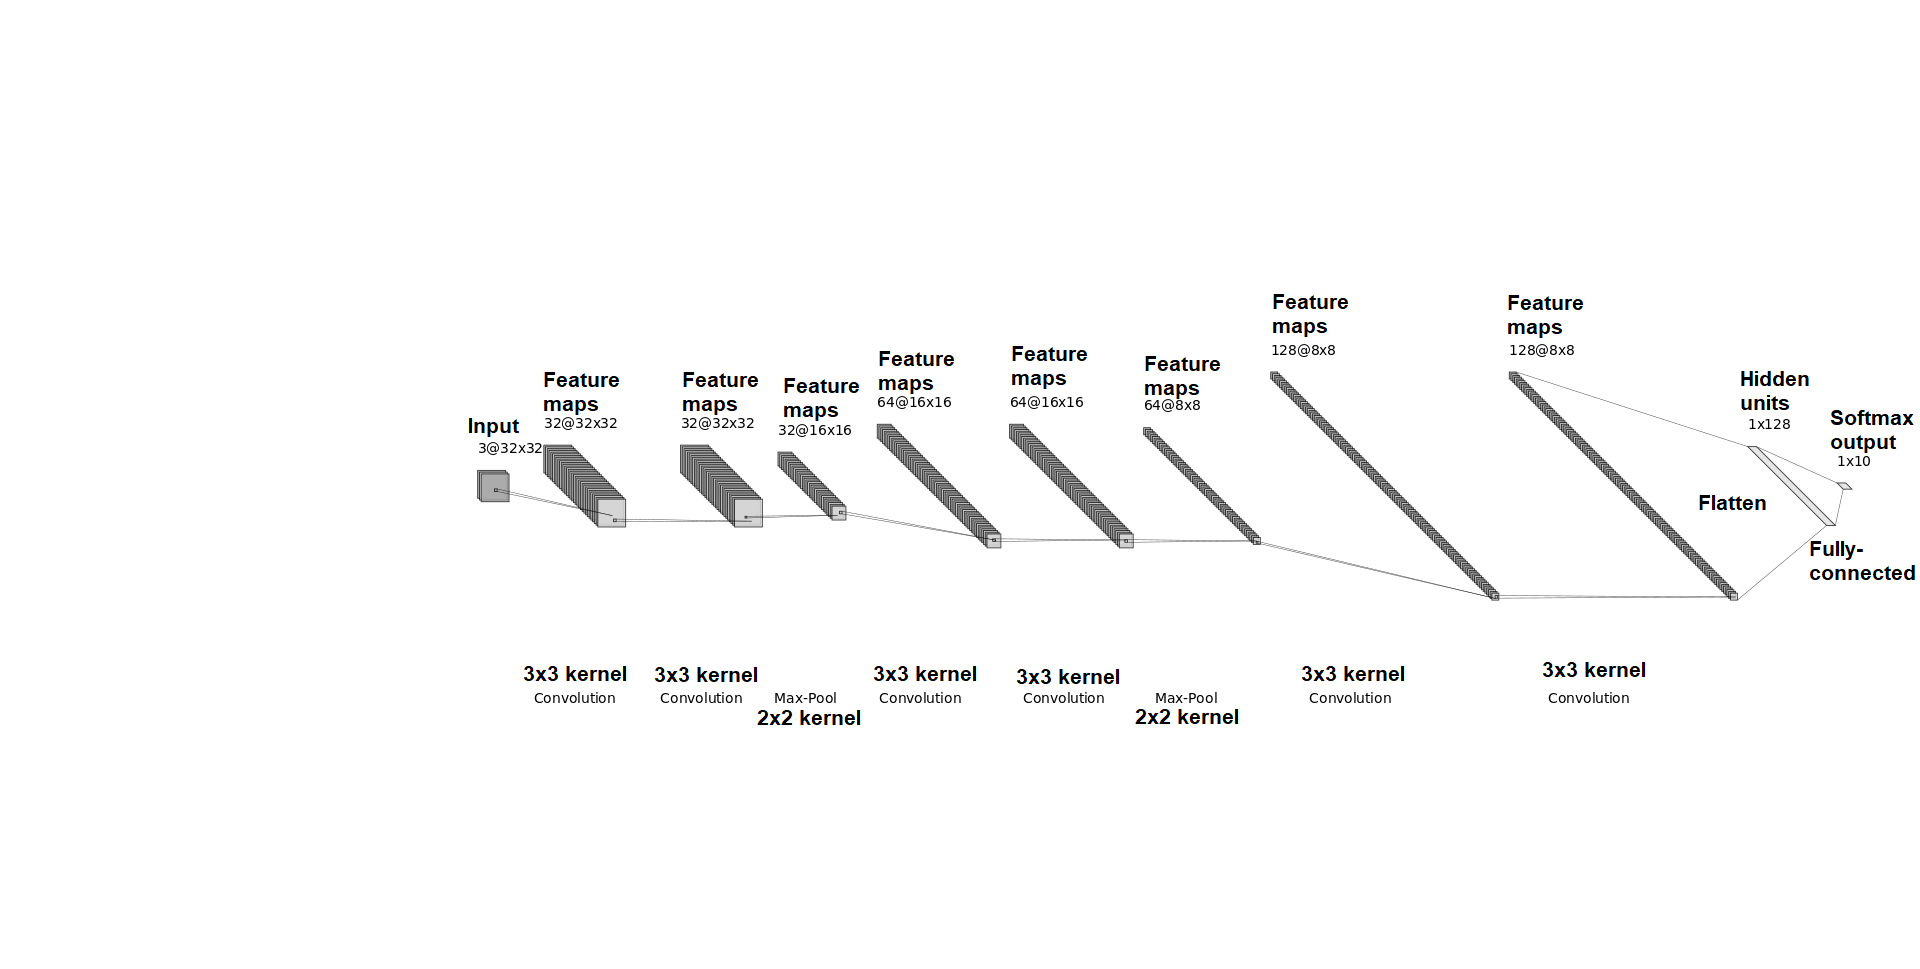 Input
3@32x32
Feature
maps
32@32x32
Feature
maps
32@32x32
Feature
maps
32@16x16
Feature
maps
64@16x16
Feature
maps
64@16x16
Feature
maps
64@8x8
Feature
maps
128@8x8
Feature
maps
128@8x8
Hidden
units
1x128
Softmax
output
1x10
Flatten
Fully-
connected
3x3 kernel
Convolution
3x3 kernel
Convolution
Max-Pool
2x2 kernel
3x3 kernel
Convolution
3x3 kernel
Convolution
Max-Pool
2x2 kernel
3x3 kernel
Convolution
3x3 kernel
Convolution